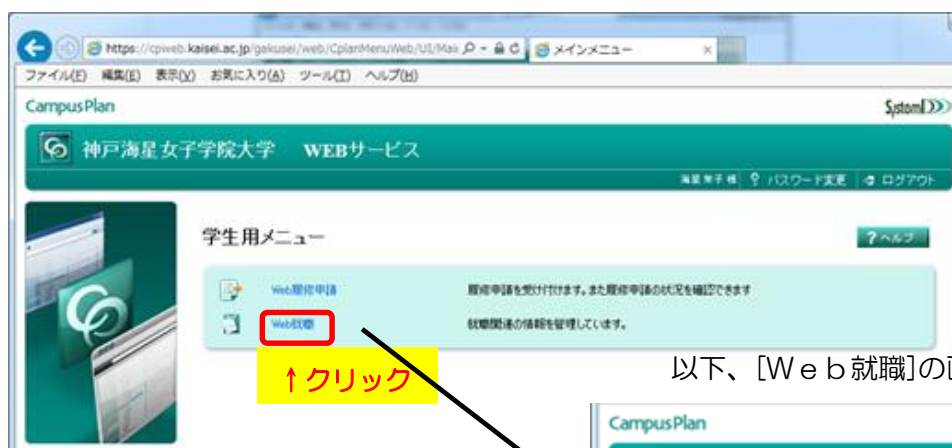 https://cpweb.kaisei.ac.jp/gakusei/web/CplanMenuWeb/UI/Mai
メインメニュー
ファイル(F) 編集(E) 表示(V) お気に入り(A) ツール(T) ヘルプ(H)
CampusPlan
SystemD
神戸海星女子学院大学 WEBサービス
パスワード変更 ログアウト
学生用メニュー
?ヘルプ
Web履修申請 履修申請を受け付けます。また履修申請の状況を確認できます
Web就職 就職関連の情報を管理しています。
↑クリック
以下、[Ｗｅｂ就職]の
CampusPlan